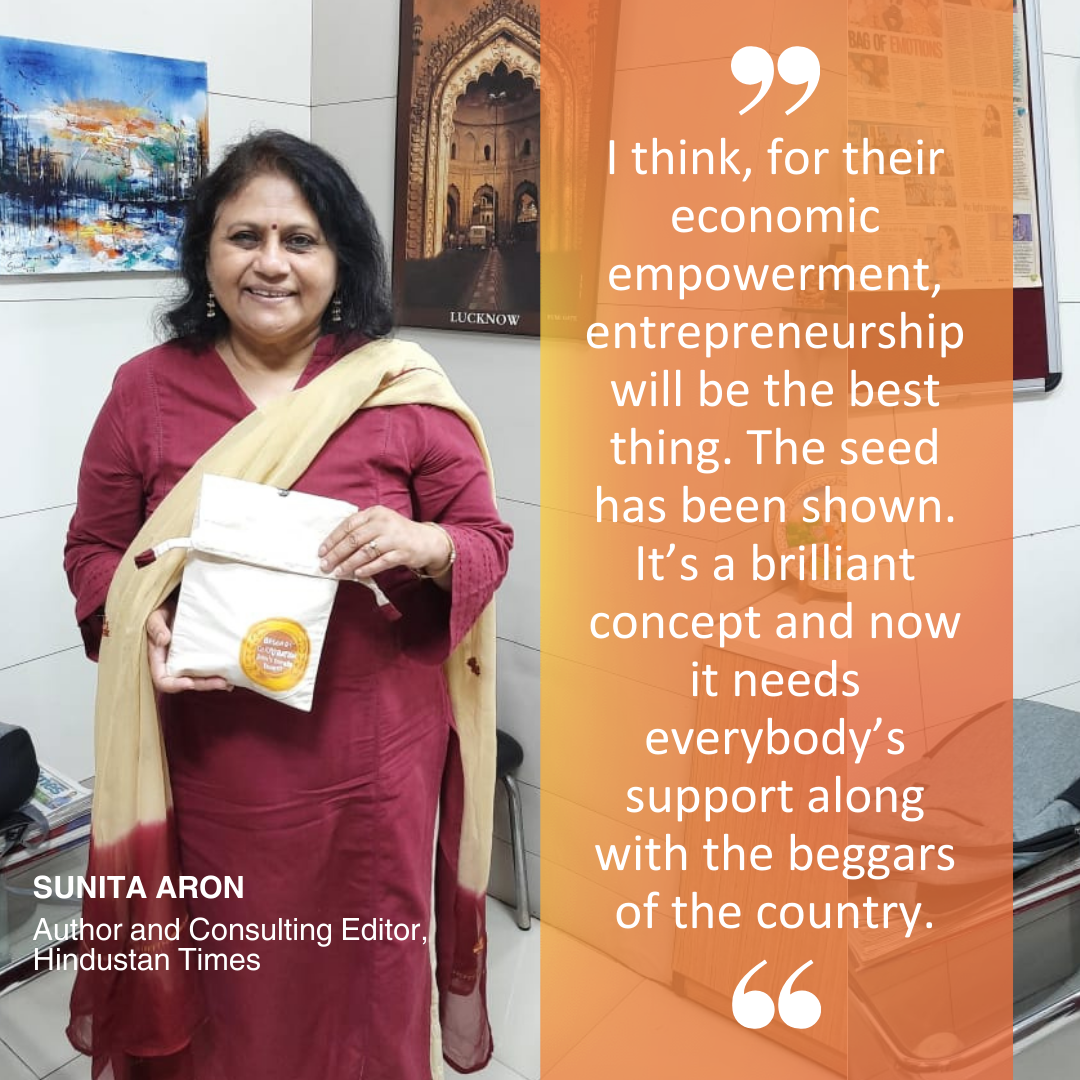 BAG OF EMOTIONS
LUCKNOW
”
I think, for their
economic
empowerment,
entrepreneurship
will be the best
thing. The seed
has been shown.
It’s a brilliant
concept and now
it needs
everybody’s
support along
with the beggars
of the country.
“
SUNITA ARON
Author and Consulting Editor,
Hindustan Times